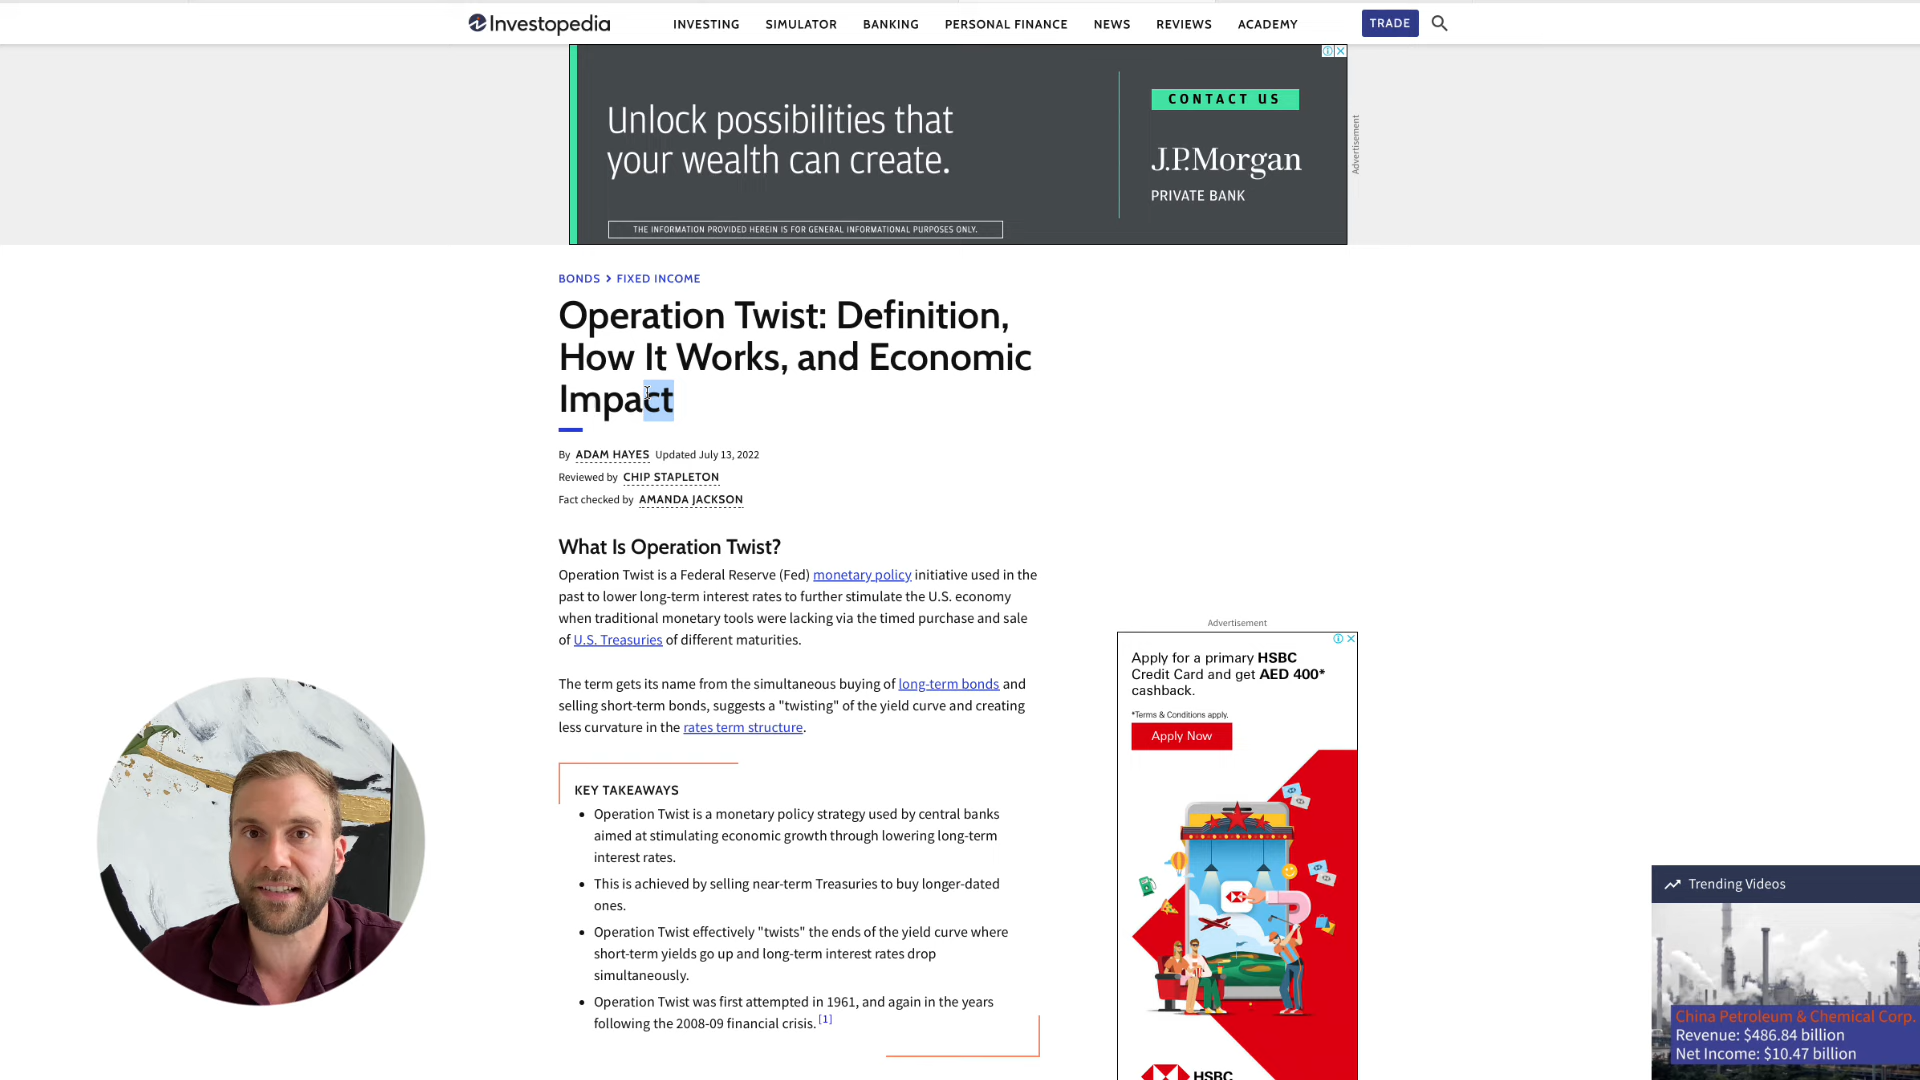 Investopedia
INVESTING
SIMULATOR
BANKING
PERSONAL FINANCE
NEWS
REVIEWS
ACADEMY
TRADE
Unlock possibilities that
your wealth can create.
THE INFORMATION PROVIDED HEREIN IS FOR GENERAL INFORMATIONAL PURPOSES ONLY.
CONTACT US
J.P.Morgan
PRIVATE BANK
Advertisement
BONDS > FIXED INCOME
Operation Twist: Definition,
How It Works, and Economic
Impact
By ADAM HAYES Updated July 13, 2022
Reviewed by CHIP STAPLETON
Fact checked by AMANDA JACKSON
What Is Operation Twist?
Operation Twist is a Federal Reserve (Fed) monetary policy initiative used in the
past to lower long-term interest rates to further stimulate the U.S. economy
when traditional monetary tools were lacking via the timed purchase and sale
of U.S. Treasuries of different maturities.
The term gets its name from the simultaneous buying of long-term bonds and
selling short-term bonds, suggests a "twisting" of the yield curve and creating
less curvature in the rates term structure.
KEY TAKEAWAYS
• Operation Twist is a monetary policy strategy used by central banks
aimed at stimulating economic growth through lowering long-term
interest rates.
• This is achieved by selling near-term Treasuries to buy longer-dated
ones.
• Operation Twist effectively "twists" the ends of the yield curve where
short-term yields go up and long-term interest rates drop
simultaneously.
• Operation Twist was first attempted in 1961, and again in the years
following the 2008-09 financial crisis. [1]
Advertisement
Apply for a primary HSBC
Credit Card and get AED 400*
cashback.
*Terms & Conditions apply.
Apply Now
HSBC
Trending Videos
China Petroleum & Chemical Corp.
Revenue: $486.84 billion
Net Income: $10.47 billion